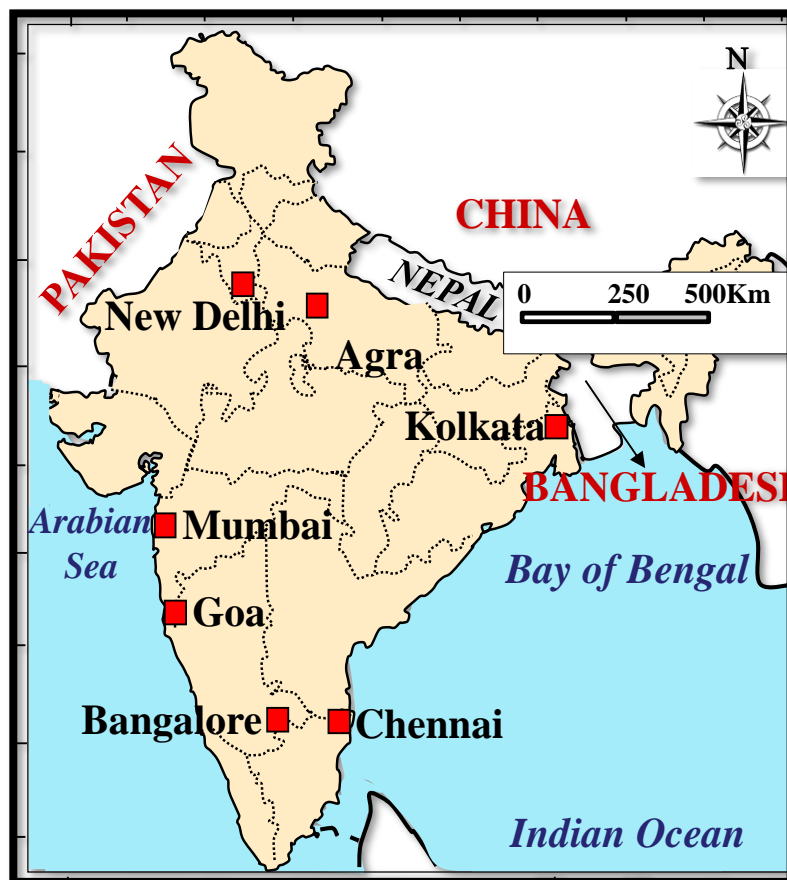 N
CHINA
PAKISTAN
NEPAL
0 250 500Km
New Delhi
Agra
Kolkata
BANGLADESH
Arabian
Sea
Mumbai
Bay of Bengal
Goa
Bangalore
Chennai
Indian Ocean